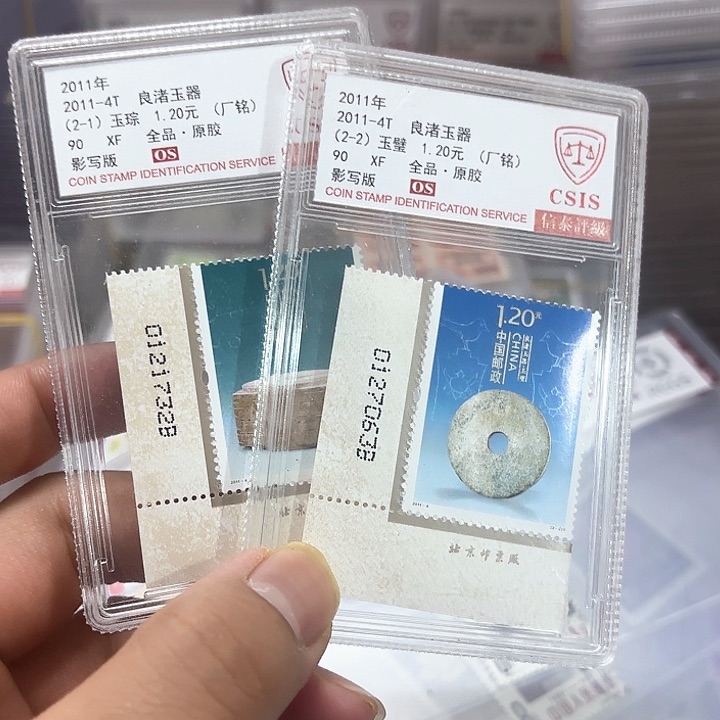 2011年
2011-4T 良渚玉器
(2-1) 玉琮 1.20元 (厂铭)
90 XF 全品·原胶
影写版 OS
COIN STAMP IDENTIFICATION SERVICE
01217328
2011年
2011-4T 良渚玉器
(2-2) 玉璧 1.20元 (厂铭)
90 XF 全品·原胶
影写版 OS
COIN STAMP IDENTIFICATION SERVICE
CSIS
信泰評級
01270638
1.20元
中国邮政
CHINA
2011-4
北京邮票厂